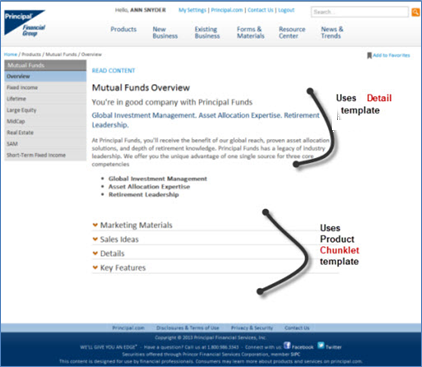 Principal
Financial
Group
Hello, ANN SNYDER
My Settings | Principal.com | Contact Us | Logout
Search
Products
New
Business
Existing
Business
Forms &
Materials
Resource
Center
News &
Trends
Home / Products / Mutual Funds / Overview
Add to Favorites
Mutual Funds
Overview
Fixed Income
Lifetime
Large Equity
MidCap
Real Estate
SAM
Short-Term Fixed Income
READ CONTENT
Mutual Funds Overview
You're in good company with Principal Funds
Global Investment Management. Asset Allocation Expertise. Retirement
Leadership.
At Principal Funds, you'll receive the benefit of our global reach, proven asset allocation
solutions, and depth of retirement knowledge. Principal Funds has a legacy of industry
leadership. We offer you the unique advantage of one single source for three core
competencies
• Global Investment Management
• Asset Allocation Expertise
• Retirement Leadership
Uses Detail
template
Marketing Materials
Sales Ideas
Details
Key Features
Uses
Product
Chunklet
template
Principal.com Disclosures & Terms of Use Privacy & Security Contact Us
Copyright © 2013 Principal Financial Services, Inc.
WE'LL GIVE YOU AN EDGE® - Have a question? Call us at 1.800.986.3343 - Connect with us: Facebook Twitter
Securities offered through Princor Financial Services Corporation, member SIPC
This content is designed for use by financial professionals. Consumers may learn more about products and services on principal.com.